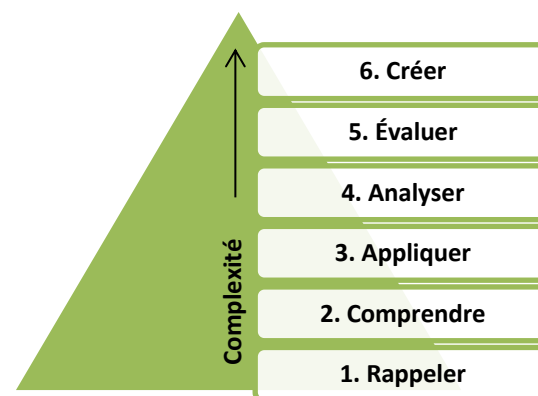 6. Créer
5. Évaluer
4. Analyser
3. Appliquer
2. Comprendre
1. Rappeler
Complexité